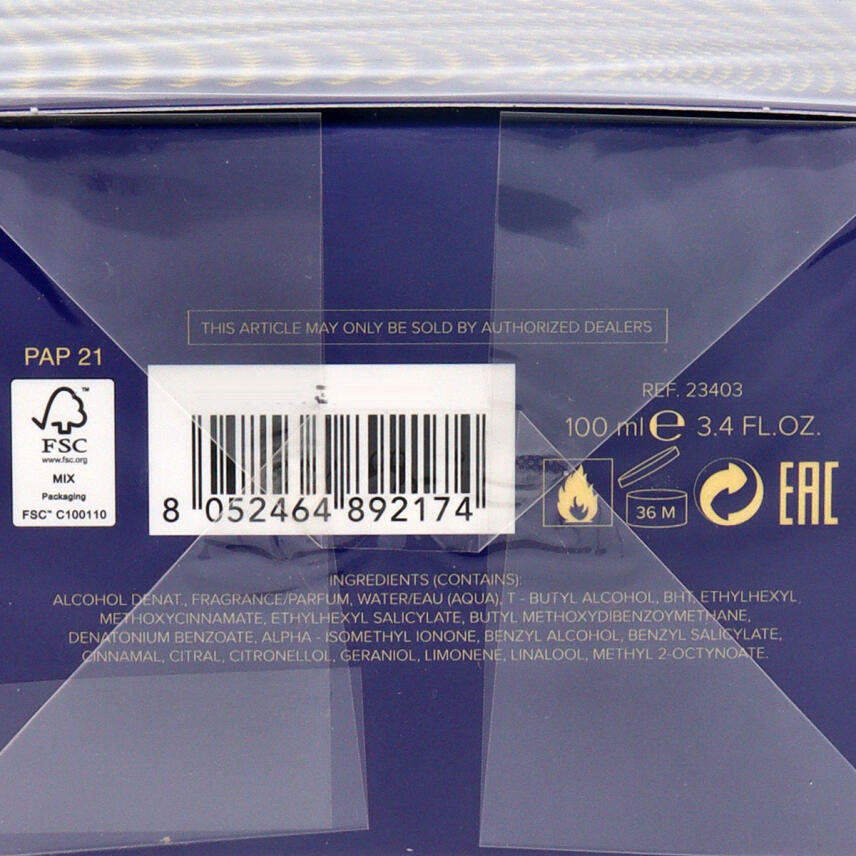 THIS ARTICLE MAY ONLY BE SOLD BY AUTHORIZED DEALERS
PAP 21
FSC™
www.fsc.org
MIX
Packaging
FSC™ C100110
8 052464 892174
REF. 23403
100 ml ℮ 3.4 FL.OZ.
36 M
EAC
INGREDIENTS (CONTAINS):
ALCOHOL DENAT., FRAGRANCE/PARFUM, WATER/EAU (AQUA), T - BUTYL ALCOHOL, BHT, ETHYLHEXYL,
METHOXYCINNAMATE, ETHYLHEXYL SALICYLATE, BUTYL METHOXYDIBENZOYMETHANE,
DENATONIUM BENZOATE, ALPHA - ISOMETHYL IONONE, BENZYL ALCOHOL, BENZYL SALICYLATE,
CINNAMAL, CITRAL, CITRONELLOL, GERANIOL, LIMONENE, LINALOOL, METHYL 2-OCTYNOATE.